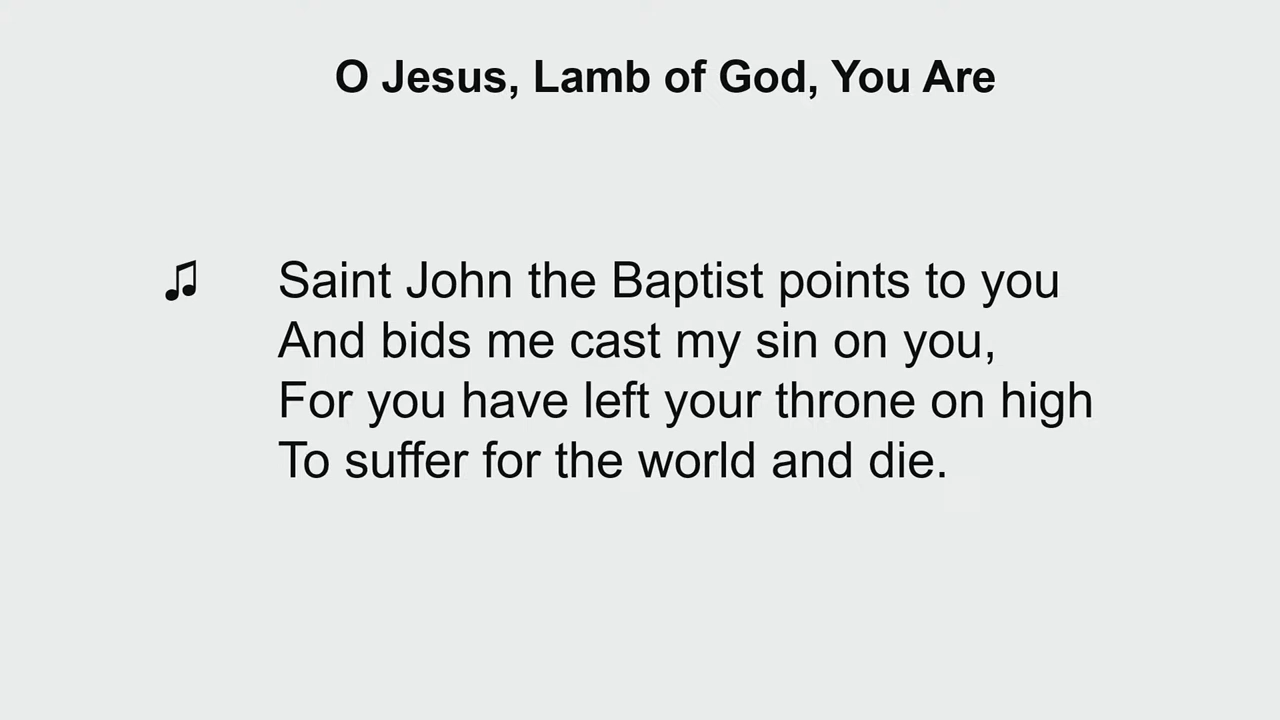 O Jesus, Lamb of God, You Are
♫ Saint John the Baptist points to you
And bids me cast my sin on you,
For you have left your throne on high
To suffer for the world and die.